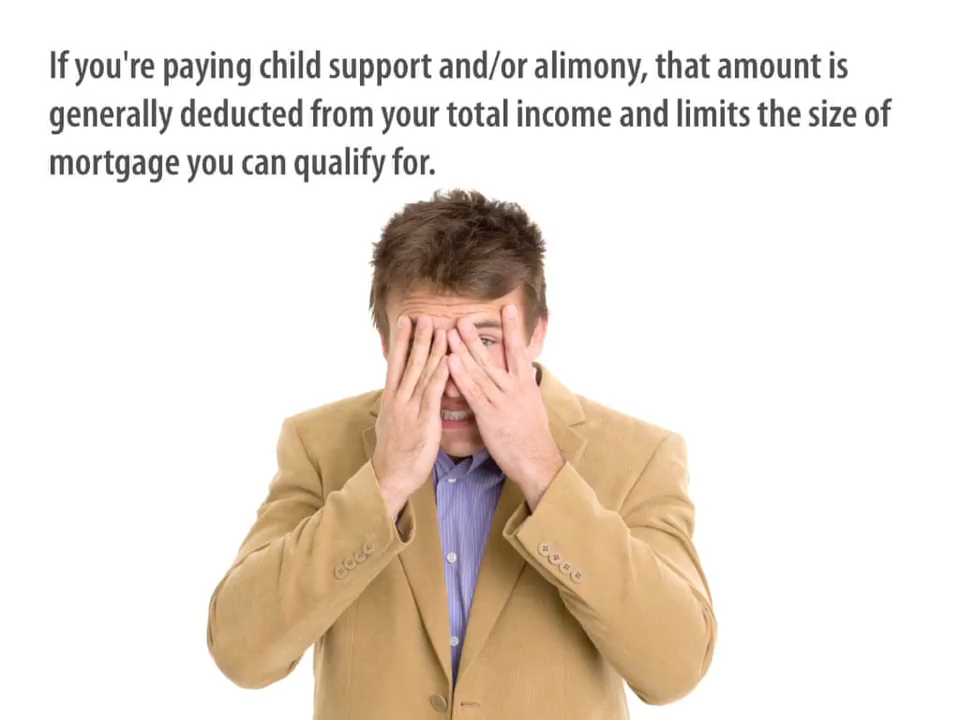 If you're paying child support and/or alimony, that amount is
generally deducted from your total income and limits the size of
mortgage you can qualify for.